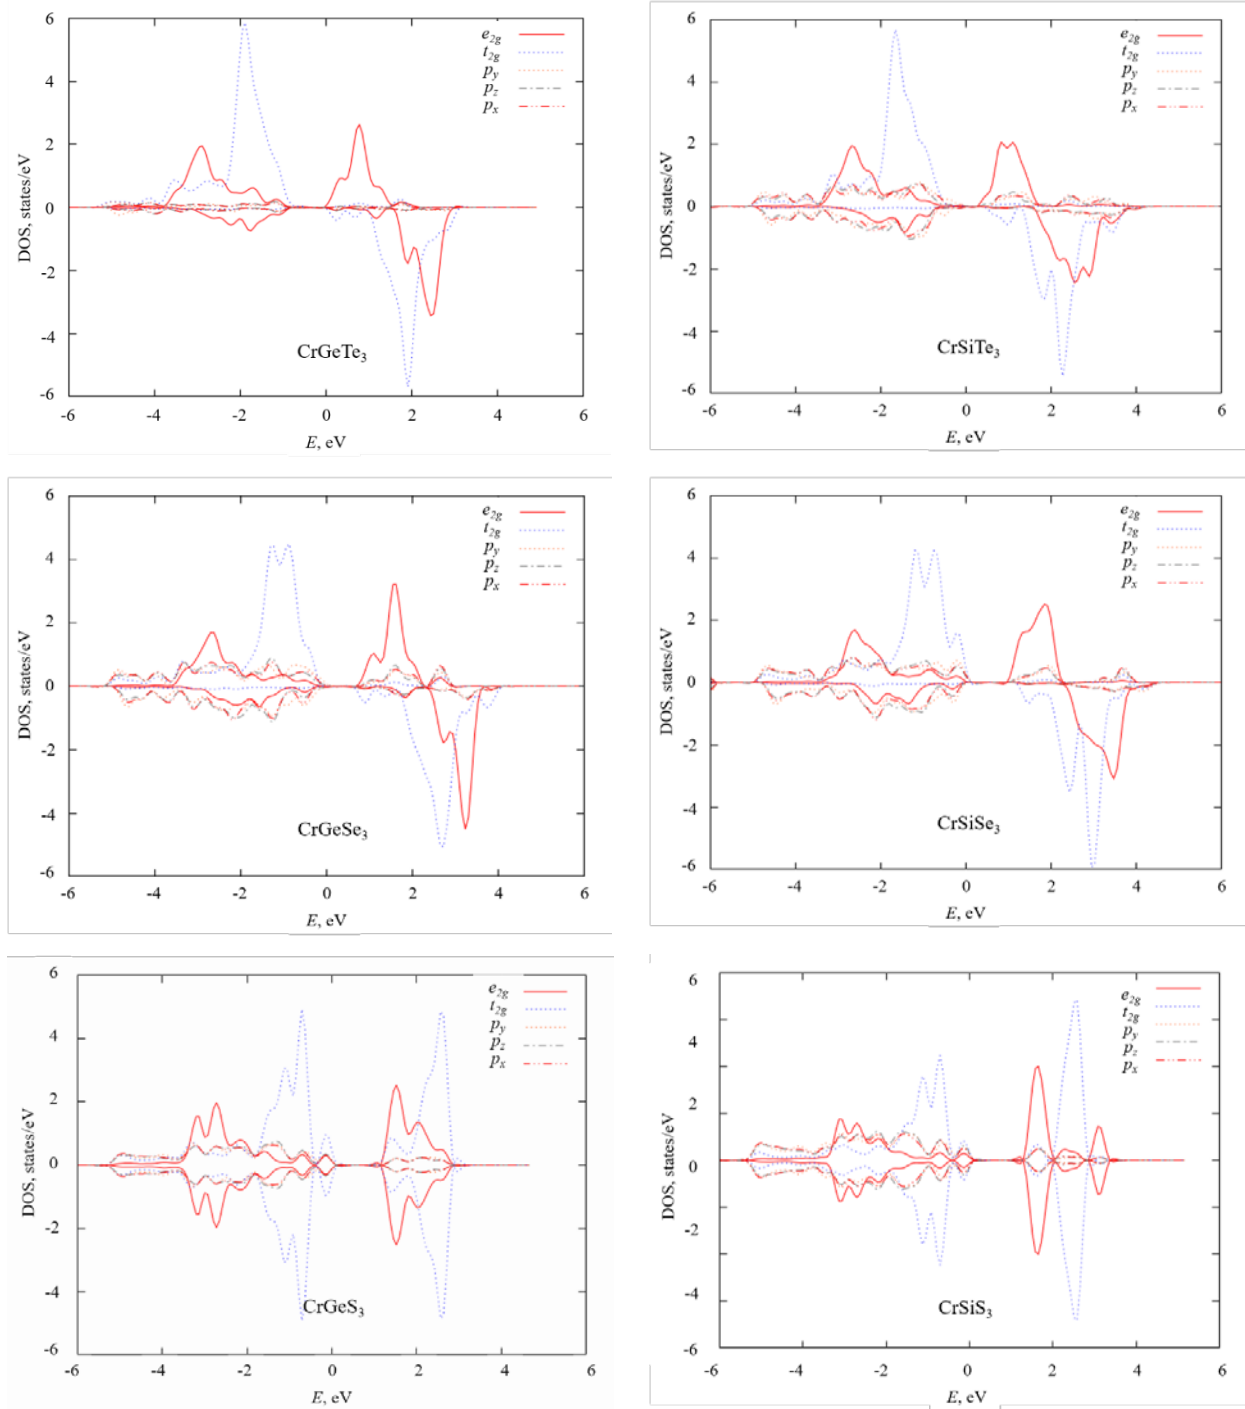 6
4
2
0
-2
-4
-6
DOS, states/eV
e2g
t2g
py
pz
px
CrGeTe3
-6 -4 -2 0 2 4 6
E, eV
6
4
2
0
-2
-4
-6
DOS, states/eV
e2g
t2g
py
pz
px
CrSiTe3
-6 -4 -2 0 2 4 6
E, eV
6
4
2
0
-2
-4
-6
DOS, states/eV
e2g
t2g
py
pz
px
CrGeSe3
-6 -4 -2 0 2 4 6
E, eV
6
4
2
0
-2
-4
-6
DOS, states/eV
e2g
t2g
py
pz
px
CrSiSe3
-6 -4 -2 0 2 4 6
E, eV
6
4
2
0
-2
-4
-6
DOS, states/eV
e2g
t2g
py
pz
px
CrGeS3
-6 -4 -2 0 2 4 6
E, eV
6
4
2
0
-2
-4
-6
DOS, states/eV
e2g
t2g
py
pz
px
CrSiS3
-6 -4 -2 0 2 4 6
E, eV